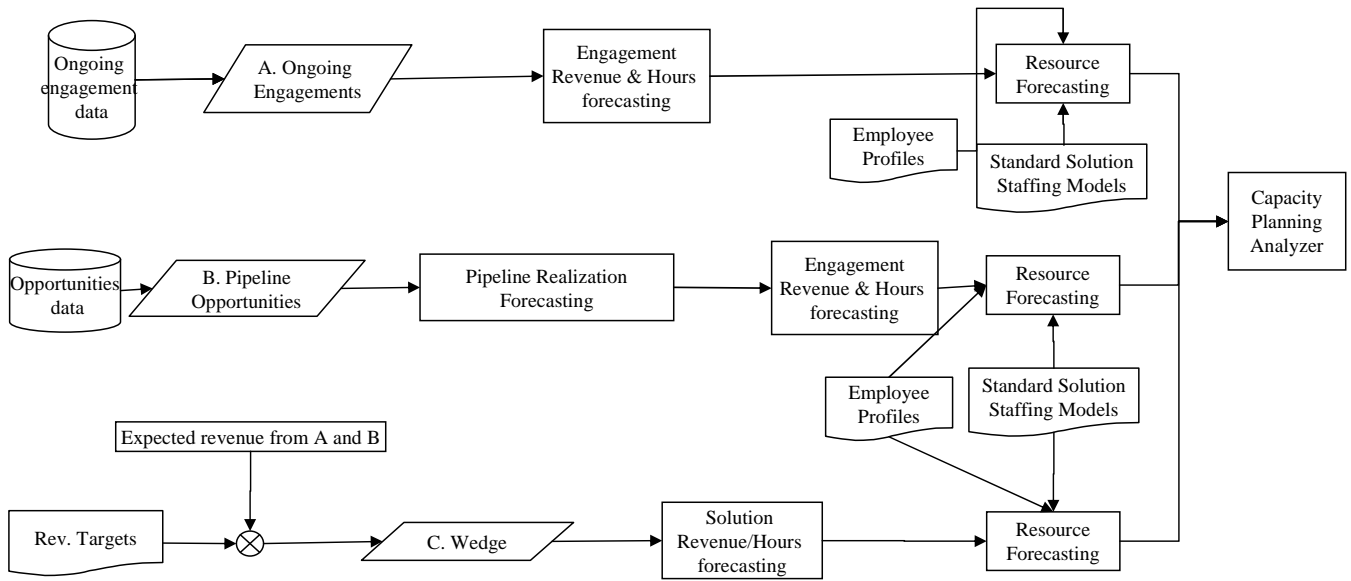 Ongoing
engagement
data
A. Ongoing
Engagements
Engagement
Revenue & Hours
forecasting
Resource
Forecasting
Employee
Profiles
Standard Solution
Staffing Models
Capacity
Planning
Analyzer
Opportunities
data
B. Pipeline
Opportunities
Pipeline Realization
Forecasting
Engagement
Revenue & Hours
forecasting
Resource
Forecasting
Employee
Profiles
Standard Solution
Staffing Models
Expected revenue from A and B
Rev. Targets
C. Wedge
Solution
Revenue/Hours
forecasting
Resource
Forecasting